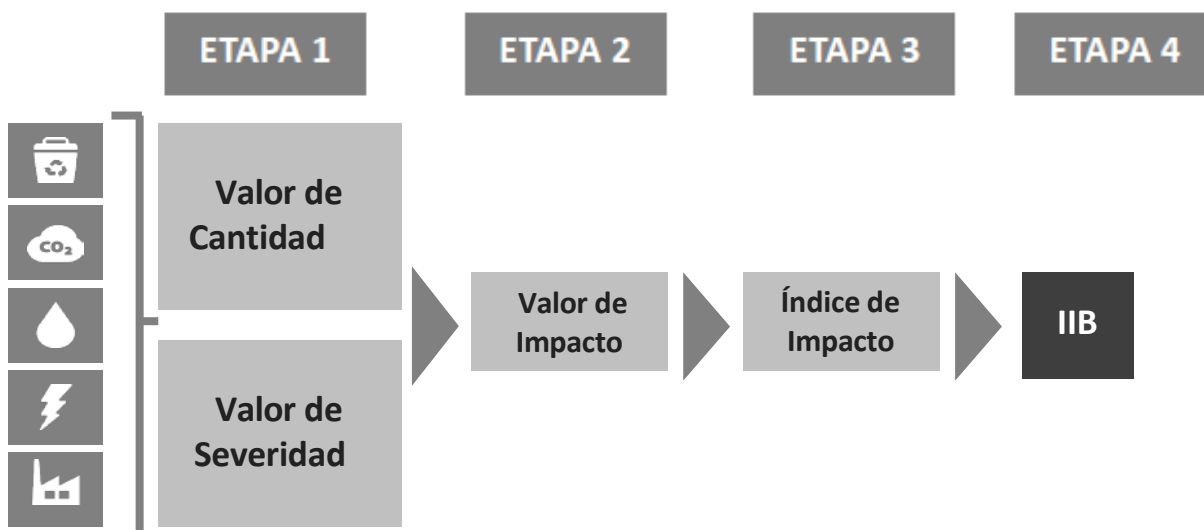 ETAPA 1
ETAPA 2
ETAPA 3
ETAPA 4
CO₂
Valor de
Cantidad
Valor de
Severidad
Valor de
Impacto
Índice de
Impacto
IIB